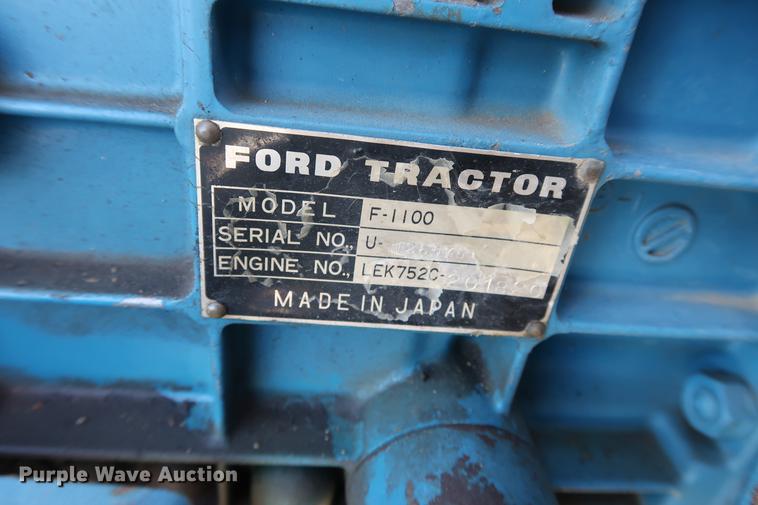 FORD TRACTOR
MODEL F-1100
SERIAL NO., U-
ENGINE NO., LEK752C-
MADE IN JAPAN
Purple Wave Auction